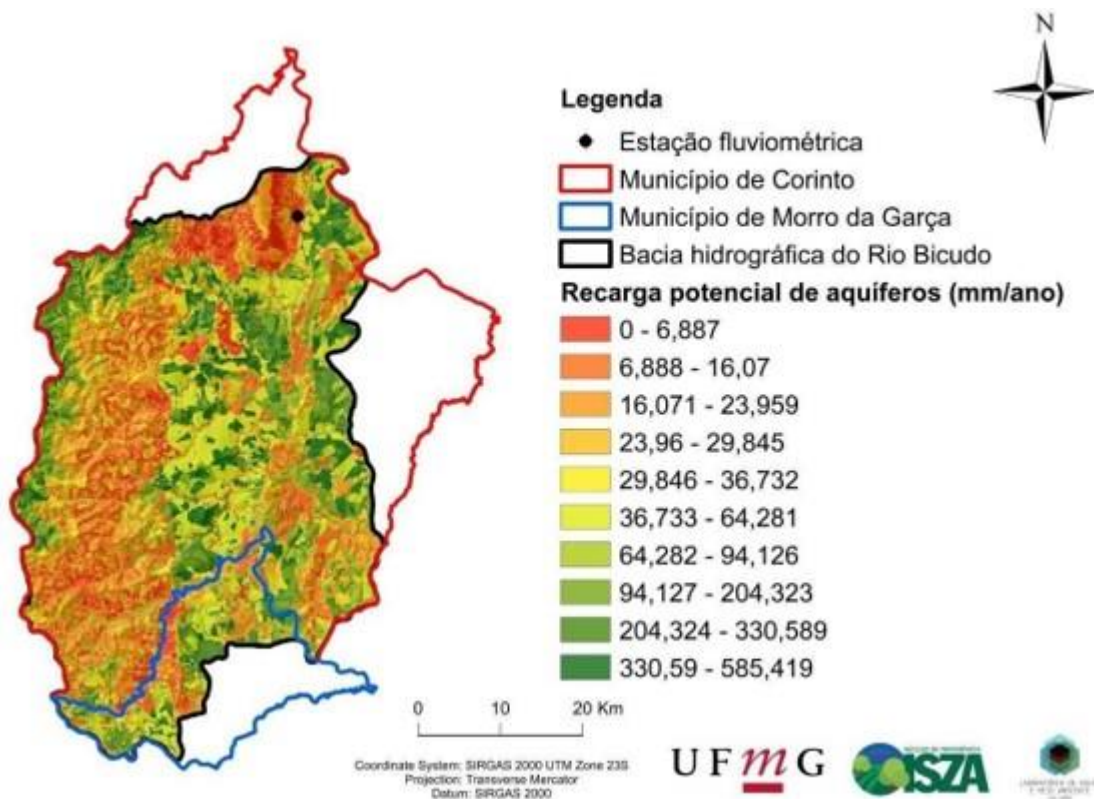 N
Legenda
Estação fluviométrica
Município de Corinto
Município de Morro da Garça
Bacia hidrográfica do Rio Bicudo
Recarga potencial de aquíferos (mm/ano)
0 - 6,887
6,888 - 16,07
16,071 - 23,959
23,96 - 29,845
29,846 - 36,732
36,733 - 64,281
64,282 - 94,126
94,127 - 204,323
204,324 - 330,589
330,59 - 585,419
0 10 20 Km
Coordinate System: SIRGAS 2000 UTM Zone 23S
Projection: Transverse Mercator
Datum: SIRGAS 2000
UFmG
ISZA